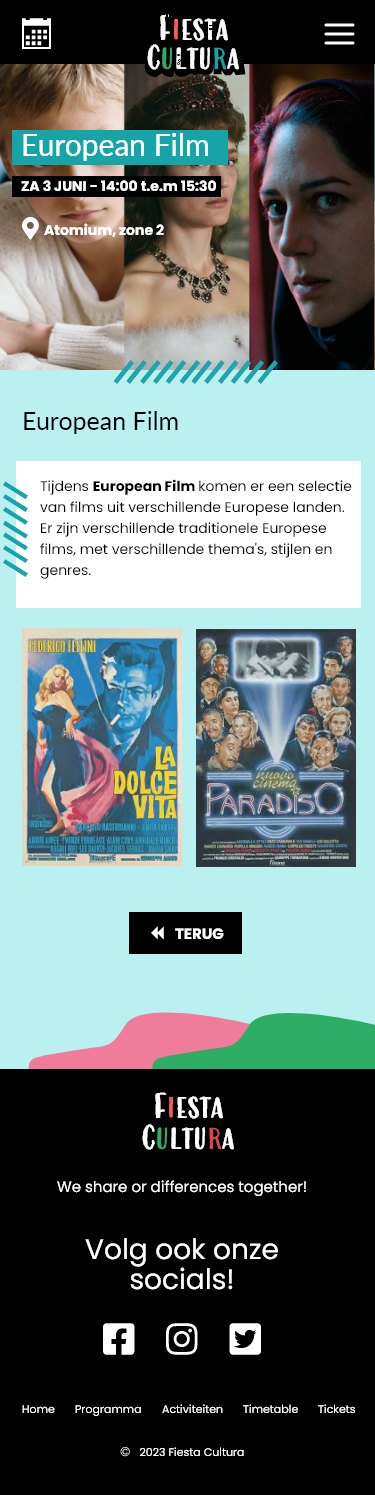 FIESTA
CULTURA
European Film
ZA 3 JUNI - 14:00 t.e.m 15:30
Atomium, zone 2
European Film
Tijdens European Film komen er een selectie
van films uit verschillende Europese landen.
Er zijn verschillende traditionele Europese
films, met verschillende thema's, stijlen en
genres.
FEDERICO FELLINI
LA
DOLCE
VITA
nuovo
cinema
PARADISO
TERUG
FIESTA
CULTURA
We share or differences together!
Volg ook onze
socials!
Home Programma Activiteiten Timetable Tickets
© 2023 Fiesta Cultura